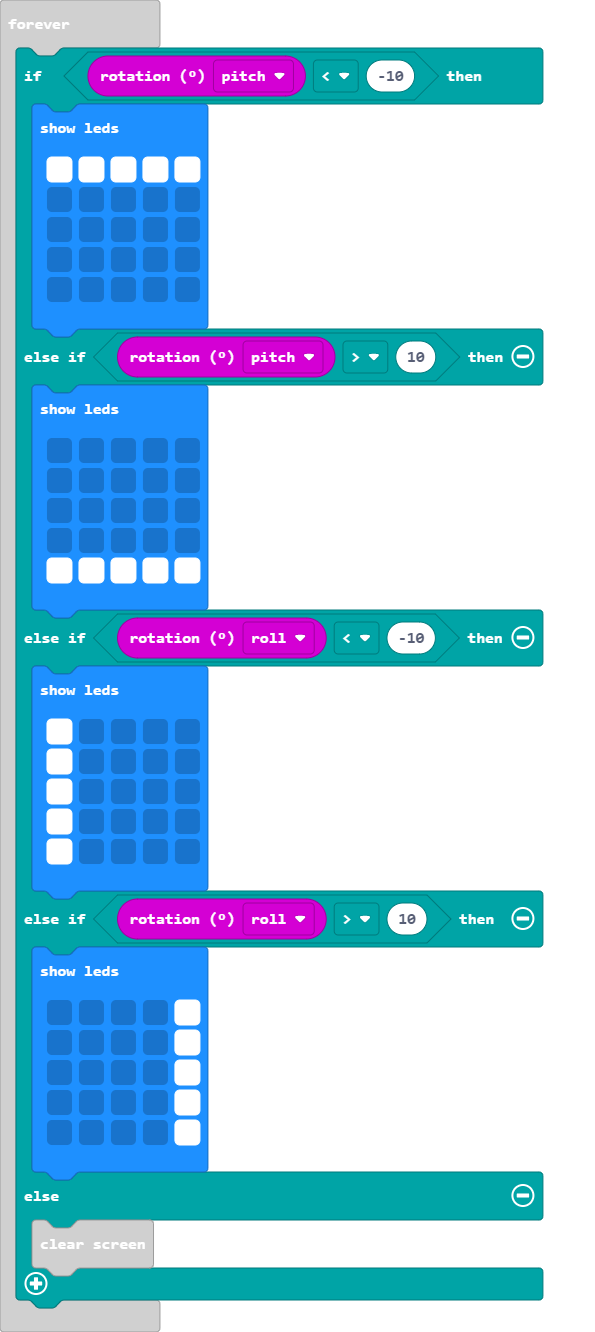 forever
if rotation (º) pitch < -10 then
show leds
else if rotation (º) pitch > 10 then
show leds
else if rotation (º) roll < -10 then
show leds
else if rotation (º) roll > 10 then
show leds
else
clear screen